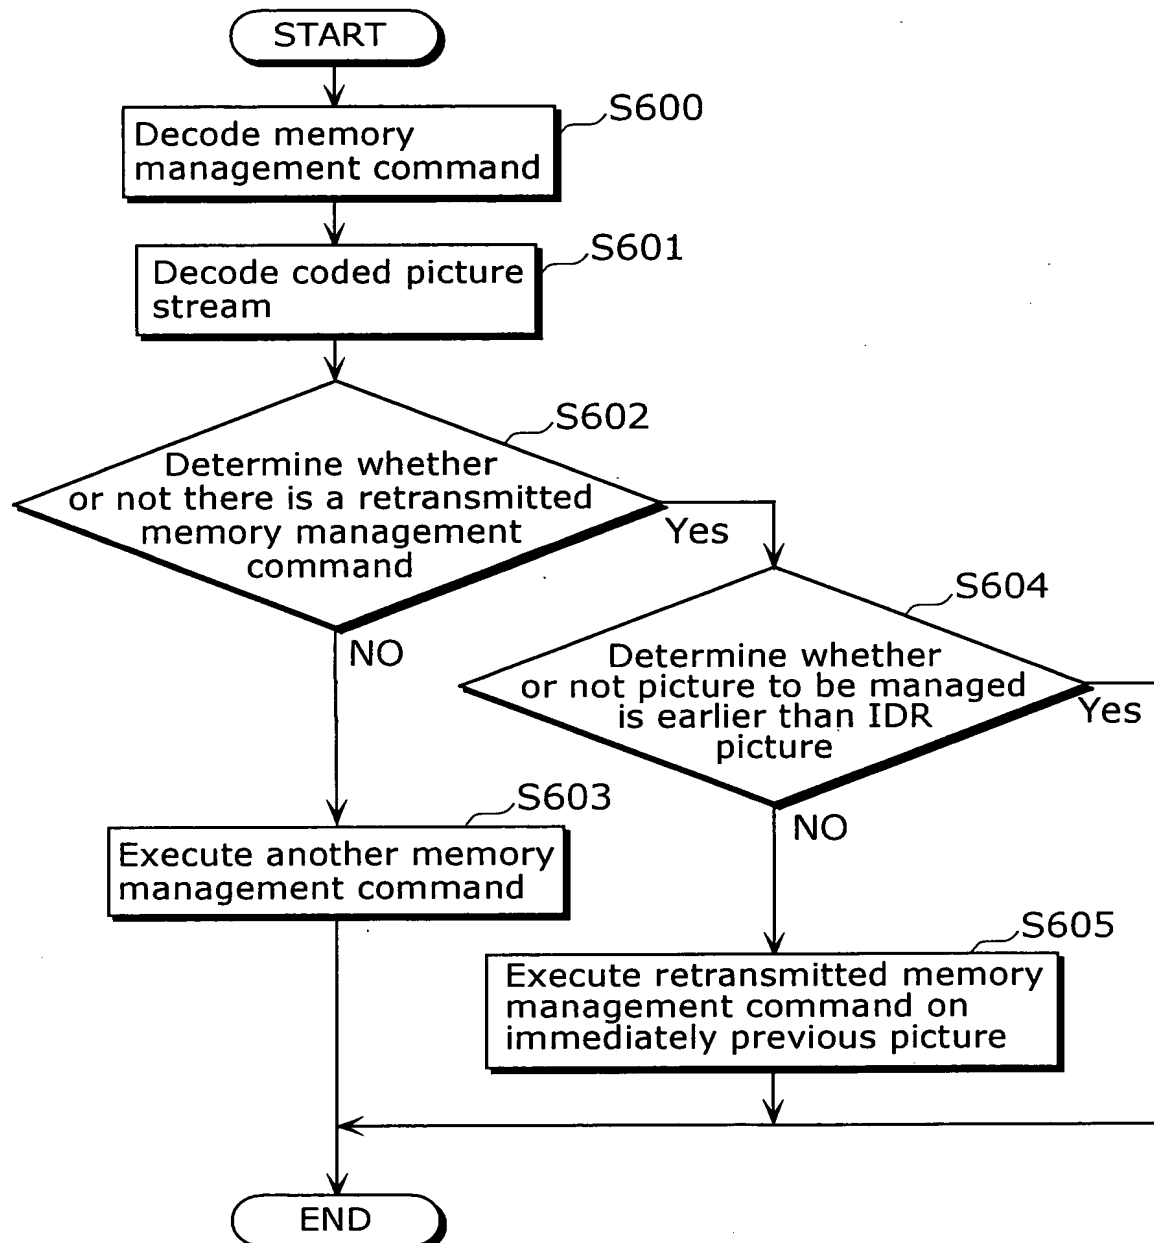 START
S600
Decode memory
management command
S601
Decode coded picture
stream
S602
Determine whether
or not there is a retransmitted
memory management
command
Yes
NO
S604
Determine whether
or not picture to be managed
is earlier than IDR
picture
Yes
NO
S603
Execute another memory
management command
S605
Execute retransmitted memory
management command on
immediately previous picture
END